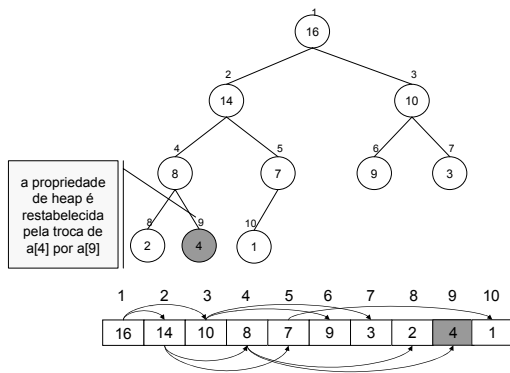 1
16
2
3
14
10
4
5
6
7
8
7
9
3
a propriedade
de heap é
restabelecida
pela troca de
a[4] por a[9]
8
9
10
2
4
1
1 2 3 4 5 6 7 8 9 10
16 14 10 8 7 9 3 2 4 1